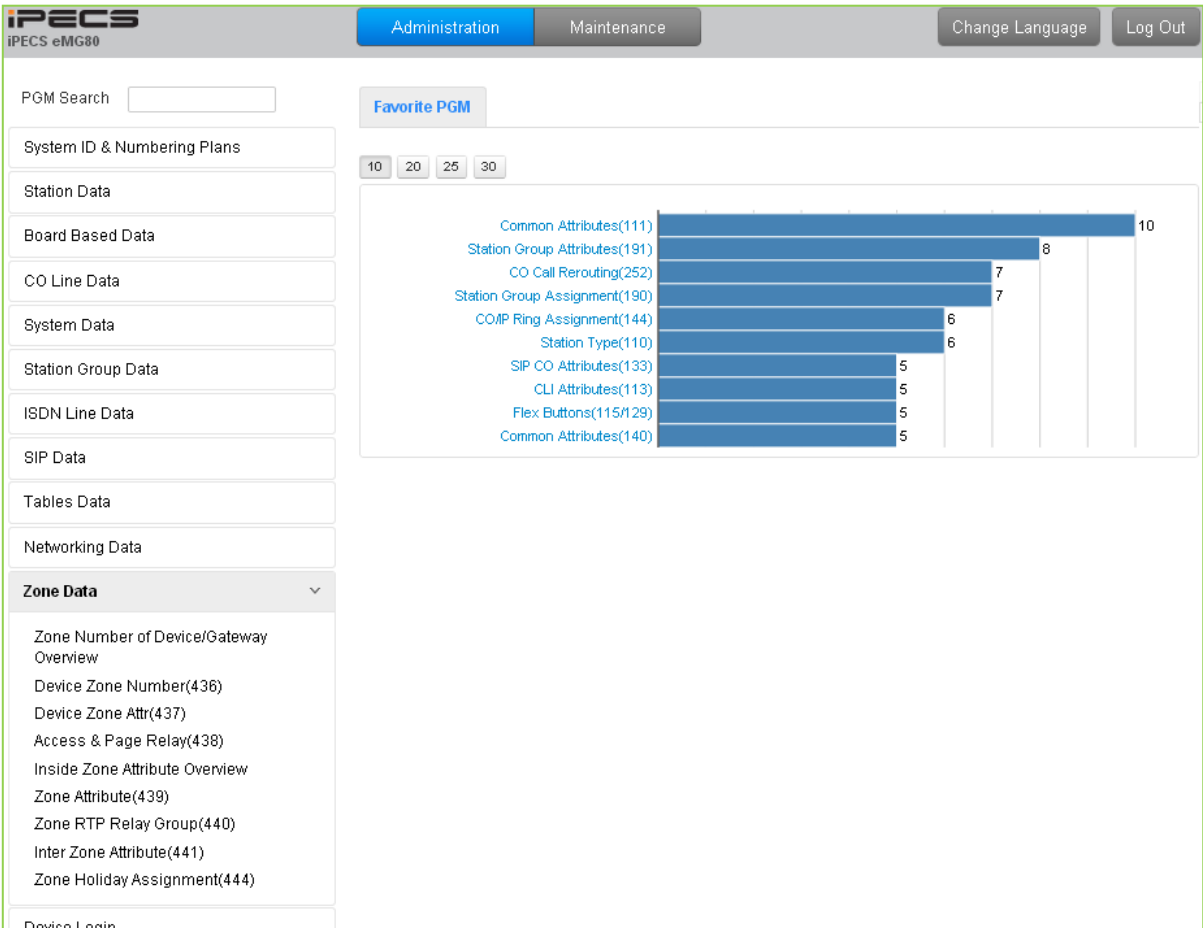 iPECS
iPECS eMG80
Administration
Maintenance
Change Language
Log Out
PGM Search
System ID & Numbering Plans
Station Data
Board Based Data
CO Line Data
System Data
Station Group Data
ISDN Line Data
SIP Data
Tables Data
Networking Data
Zone Data
Zone Number of Device/Gateway
Overview
Device Zone Number(436)
Device Zone Attr(437)
Access & Page Relay(438)
Inside Zone Attribute Overview
Zone Attribute(439)
Zone RTP Relay Group(440)
Inter Zone Attribute(441)
Zone Holiday Assignment(444)
Device Login
Favorite PGM
10 20 25 30
Common Attributes(111) 10
Station Group Attributes(191) 8
CO Call Rerouting(252) 7
Station Group Assignment(190) 7
CO/IP Ring Assignment(144) 6
Station Type(110) 6
SIP CO Attributes(133) 5
CLI Attributes(113) 5
Flex Buttons(115/129) 5
Common Attributes(140) 5